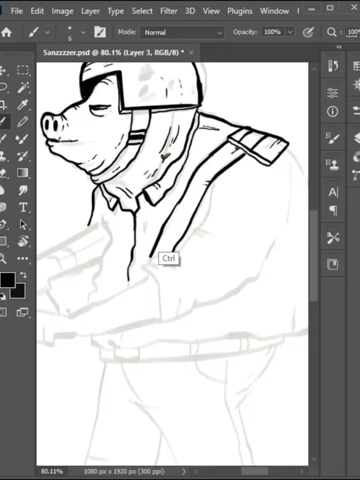 File Edit Image Layer Type Select Filter 3D View Plugins Window
6 Mode: Normal Opacity: 100%
Sanzzzzer.psd @ 80.1% (Layer 3, RGB/8) * ×
Ctrl
80.11% 1080 px x 1920 px (300 ppi)